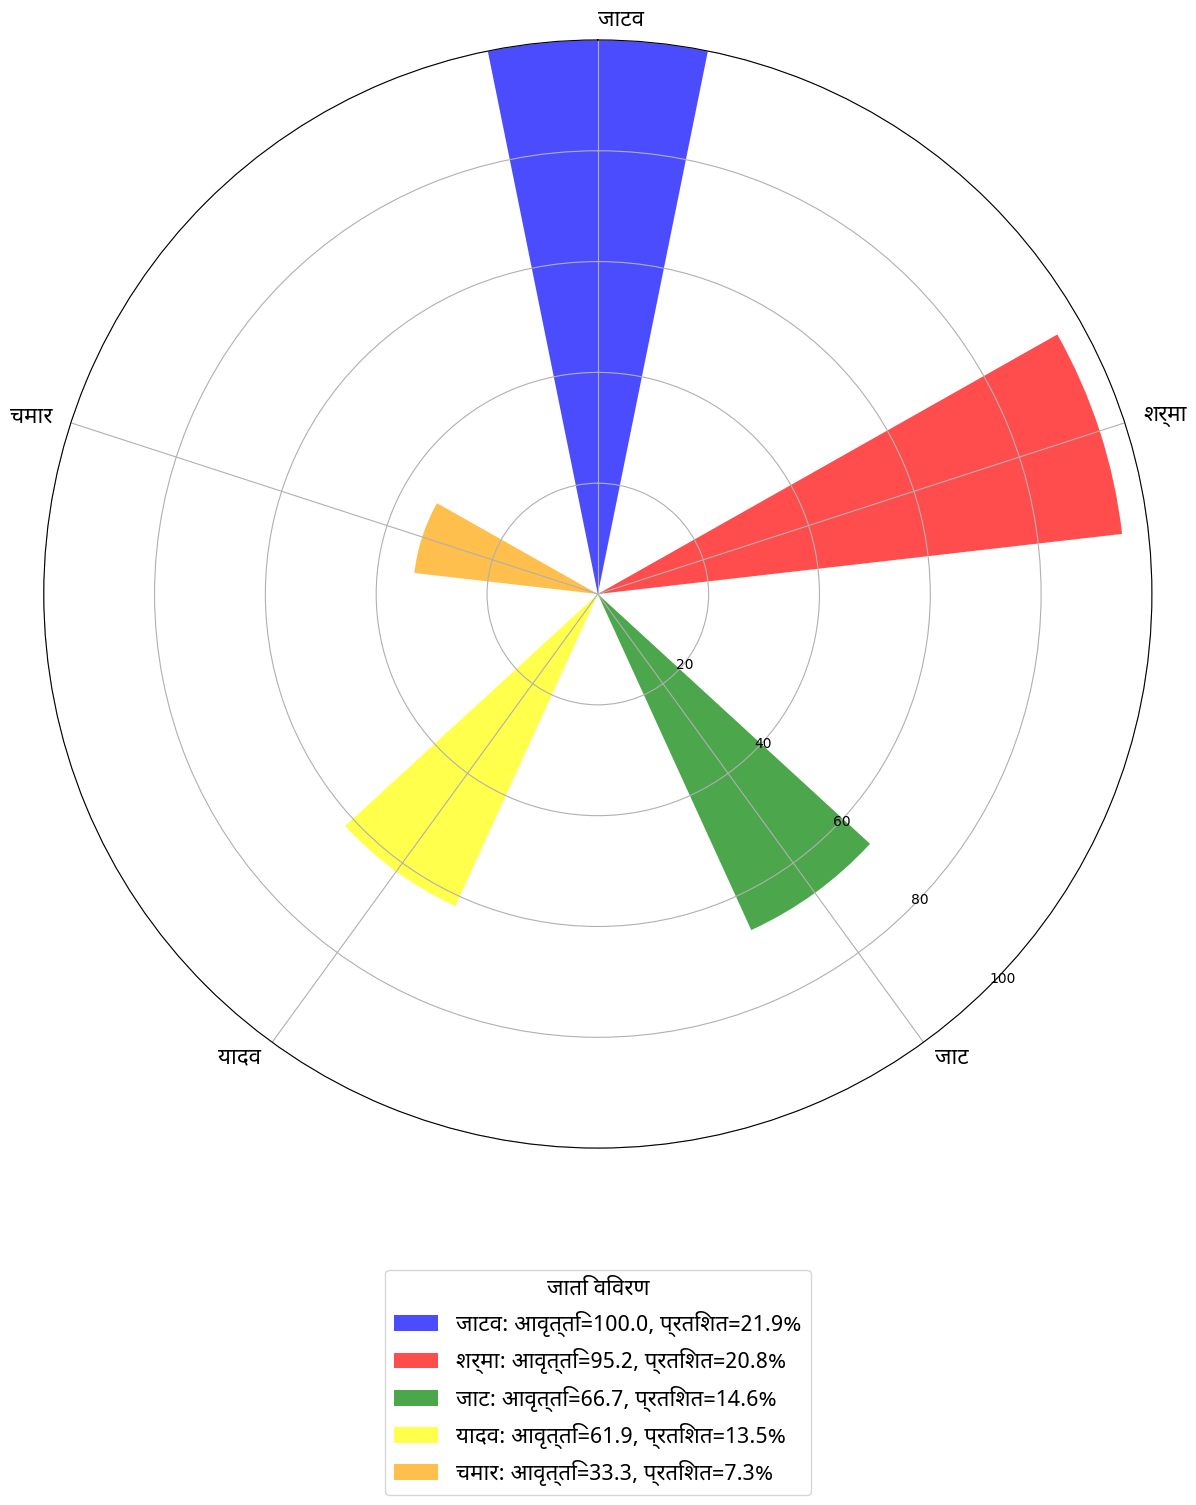 जाटव
शर्मा
चमार
20
40
60
80
100
यादव
जाट
जाति विवरण
जाटव: आवृत्ति=100.0, प्रतिशत=21.9%
शर्मा: आवृत्ति=95.2, प्रतिशत=20.8%
जाट: आवृत्ति=66.7, प्रतिशत=14.6%
यादव: आवृत्ति=61.9, प्रतिशत=13.5%
चमार: आवृत्ति=33.3, प्रतिशत=7.3%